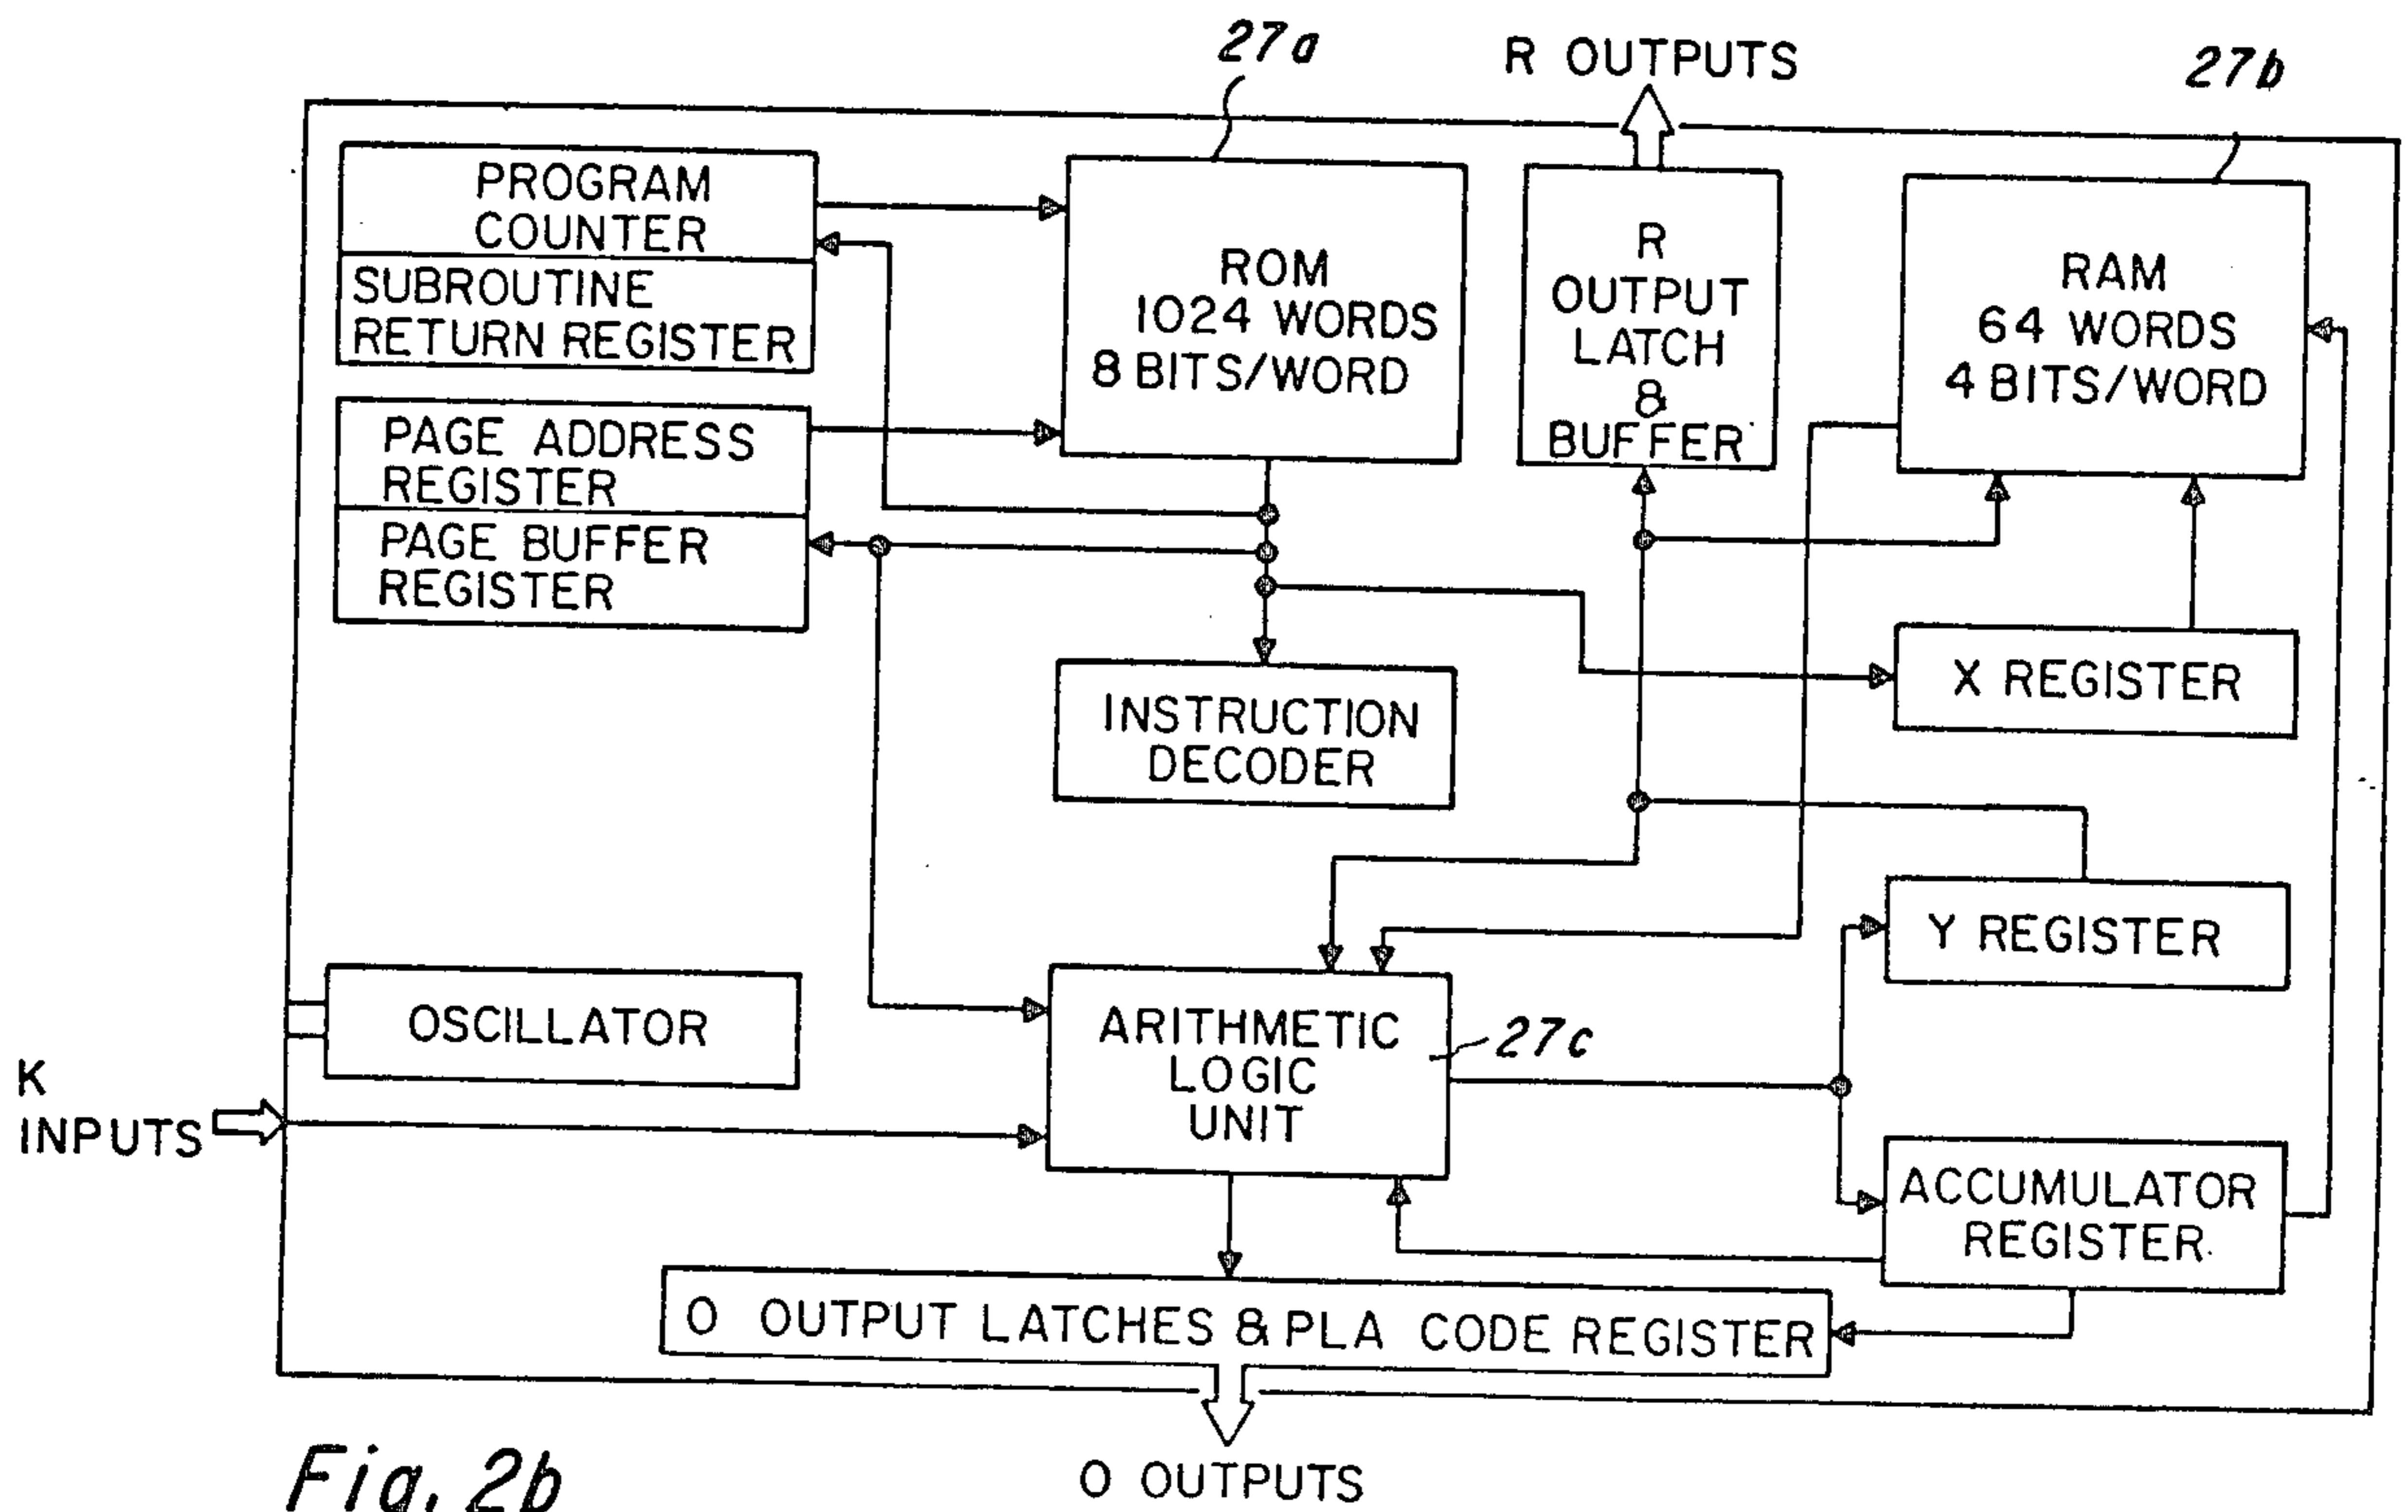 27a
R OUTPUTS
27b
PROGRAM
COUNTER
SUBROUTINE
RETURN REGISTER
PAGE ADDRESS
REGISTER
PAGE BUFFER
REGISTER
ROM
1024 WORDS
8 BITS/WORD
R
OUTPUT
LATCH
&
BUFFER
RAM
64 WORDS
4 BITS/WORD
INSTRUCTION
DECODER
X REGISTER
Y REGISTER
OSCILLATOR
K
INPUTS
ARITHMETIC
LOGIC
UNIT
27c
ACCUMULATOR
REGISTER
O OUTPUT LATCHES & PLA CODE REGISTER
O OUTPUTS
Fig. 2b